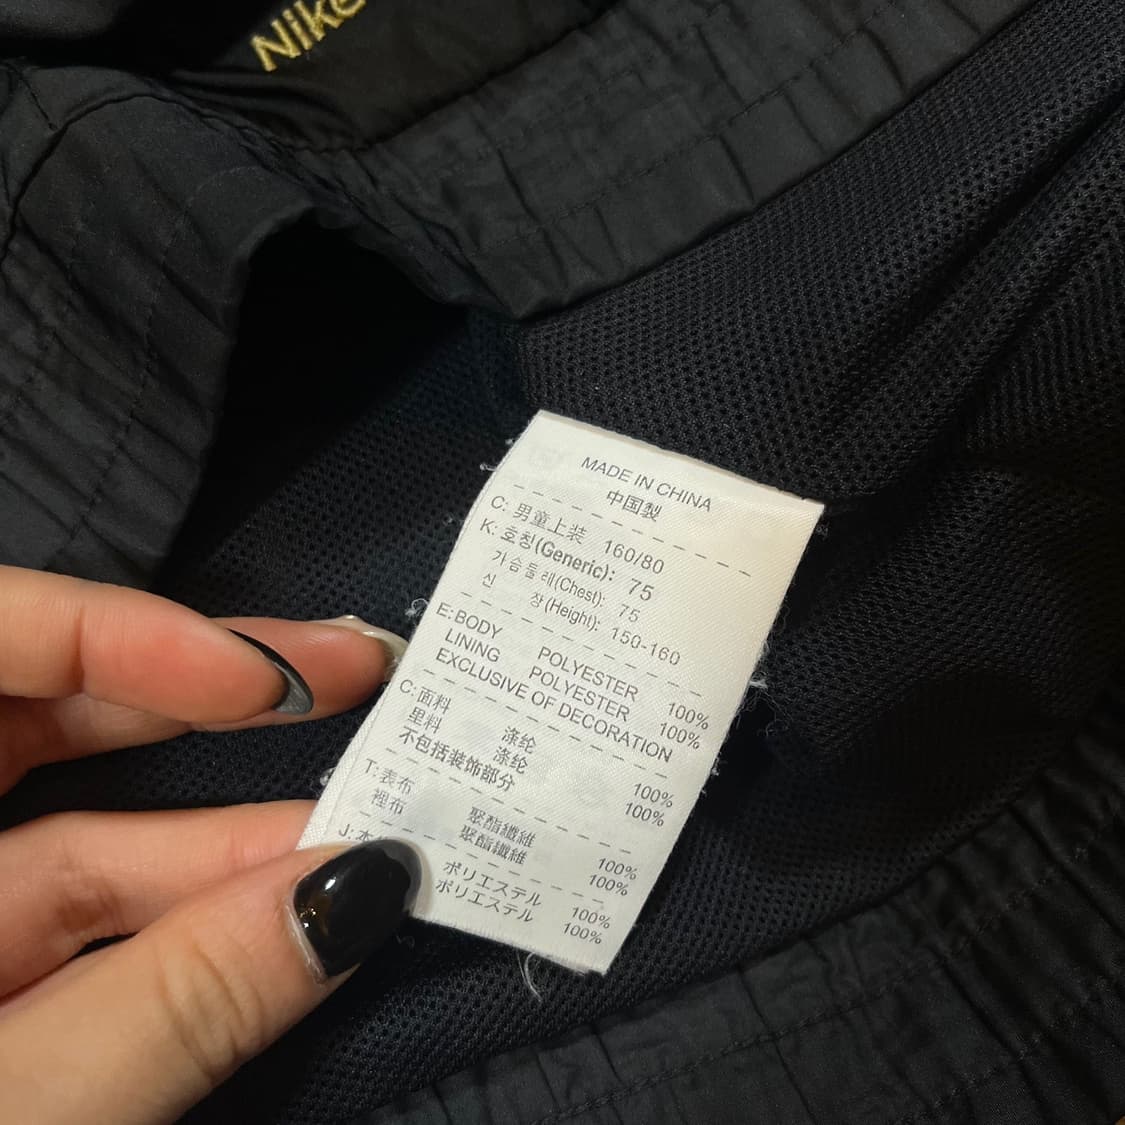 Nike
MADE IN CHINA
中国製
C: 男童上装 160/80
K: 호칭(Generic): 75
가슴둘레(Chest): 75
신 장(Height): 150-160
E: BODY POLYESTER 100%
LINING POLYESTER 100%
EXCLUSIVE OF DECORATION
C: 面料 涤纶 100%
里料 涤纶 100%
不包括装饰部分
T: 表布 聚酯纖維 100%
裡布 聚酯纖維 100%
J: 本 ポリエステル 100%
ポリエステル 100%